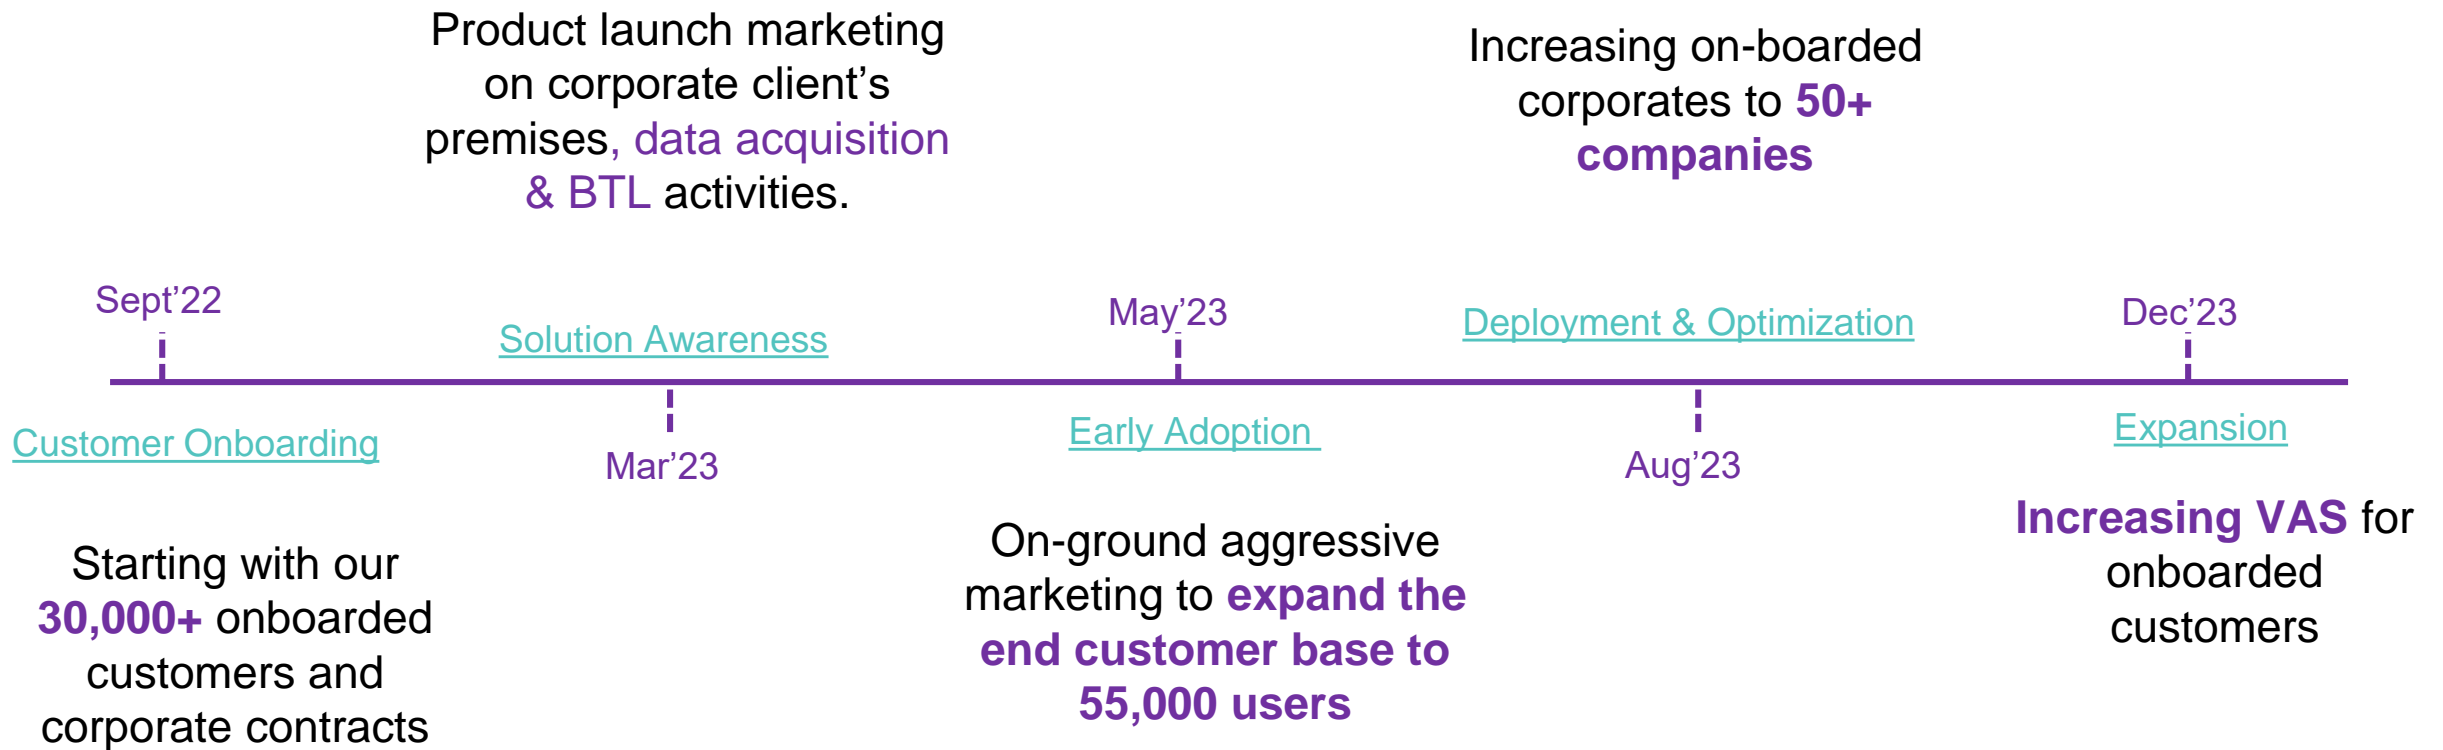 Product launch marketing
on corporate client’s
premises, data acquisition
& BTL activities.
Increasing on-boarded
corporates to 50+
companies
Sept’22
Solution Awareness
May’23
Deployment & Optimization
Dec’23
Customer Onboarding
Mar’23
Early Adoption
Aug’23
Expansion
Starting with our
30,000+ onboarded
customers and
corporate contracts
On-ground aggressive
marketing to expand the
end customer base to
55,000 users
Increasing VAS for
onboarded
customers